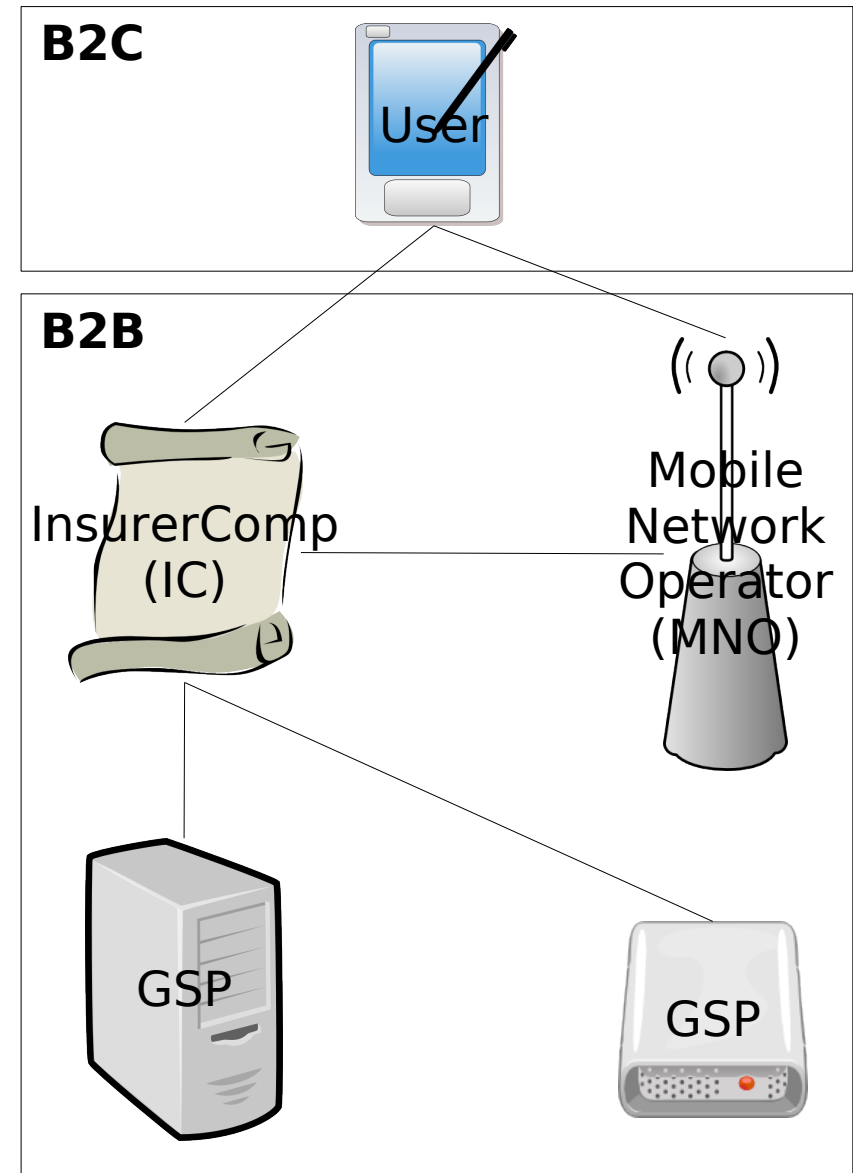 B2C
User
B2B
InsurerComp
(IC)
Mobile
Network
Operator
(MNO)
GSP
GSP